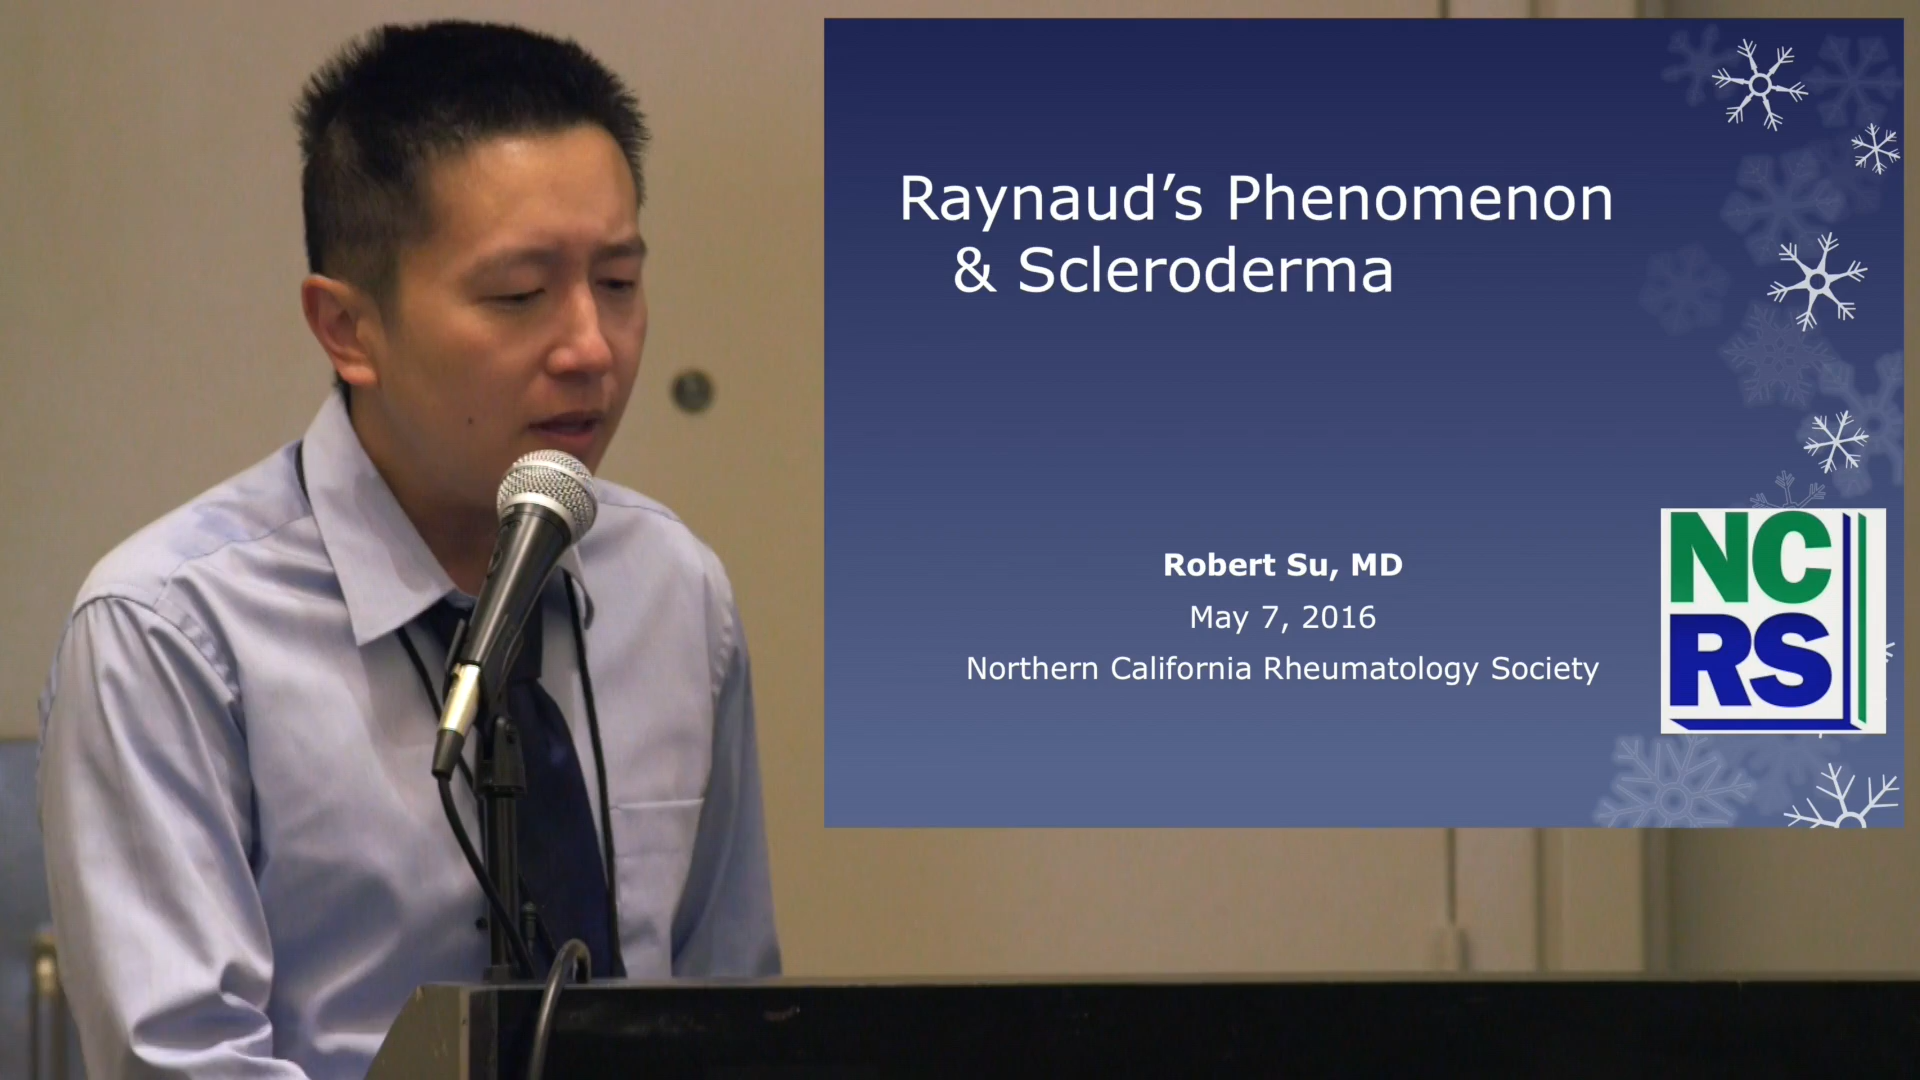 Raynaud’s Phenomenon
& Scleroderma
Robert Su, MD
May 7, 2016
Northern California Rheumatology Society
NC
RS